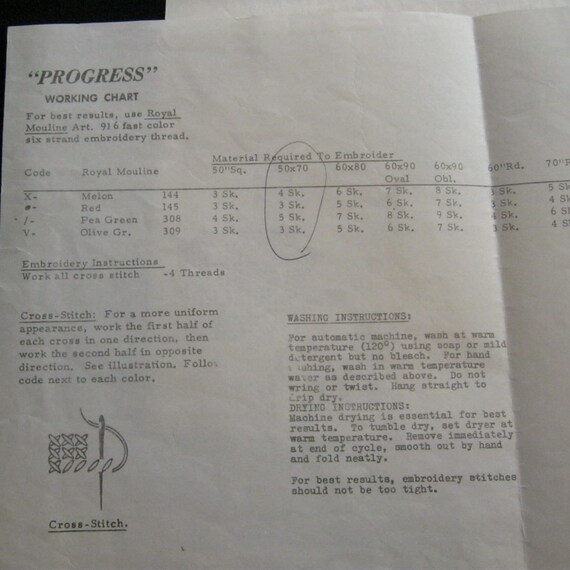 "PROGRESS"
WORKING CHART
For best results, use Royal
Mouline Art. 916 fast color
six strand embroidery thread.
Material Required To Embroider
Code Royal Mouline 50"Sq. 50x70 60x80 60x90 60x90 60"Rd. 70"R
Oval Obl.
X- Melon 144 3 Sk. 4 Sk. 6 Sk. 7 Sk. 8 Sk. 3 Sk. 5 Sk
Red 145 3 Sk. 3 Sk. 5 Sk. 6 Sk. 7 Sk. 3 Sk. 4 Sk
/- Pea Green 308 4 Sk. 5 Sk. 7 Sk. 8 Sk. 9 Sk. 4 Sk. 6 S
V- Olive Gr. 309 3 Sk. 3 Sk. 5 Sk. 6 Sk. 7 Sk. 3 Sk. 4 S
Embroidery Instructions
Work all cross stitch -4 Threads
Cross-Stitch: For a more uniform
appearance, work the first half of
each cross in one direction, then
work the second half in opposite
direction. See illustration. Follow
code next to each color.
Cross-Stitch.
WASHING INSTRUCTIONS:
For automatic machine, wash at warm
temperature (120°) using soap or mild
detergent but no bleach. For hand
washing, wash in warm temperature
water as described above. Do not
wring or twist. Hang straight to
drip dry.
DRYING INSTRUCTIONS:
Machine drying is essential for best
results. To tumble dry, set dryer at
warm temperature. Remove immediately
at end of cycle, smooth out by hand
and fold neatly.
For best results, embroidery stitches
should not be too tight.